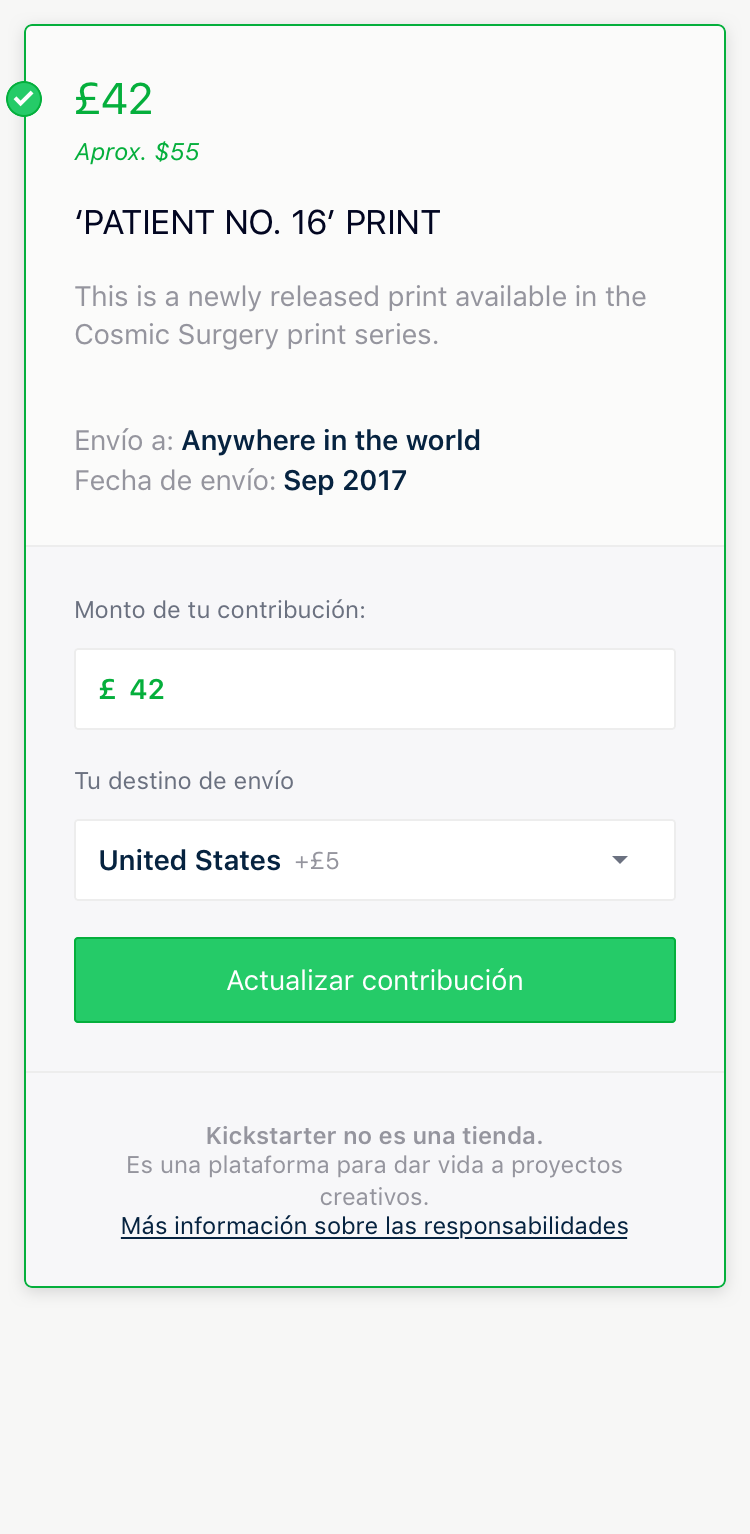 £42
Aprox. $55
‘PATIENT NO. 16’ PRINT
This is a newly released print available in the
Cosmic Surgery print series.
Envío a: Anywhere in the world
Fecha de envío: Sep 2017
Monto de tu contribución:
£ 42
Tu destino de envío
United States +£5
Actualizar contribución
Kickstarter no es una tienda.
Es una plataforma para dar vida a proyectos
creativos.
Más información sobre las responsabilidades